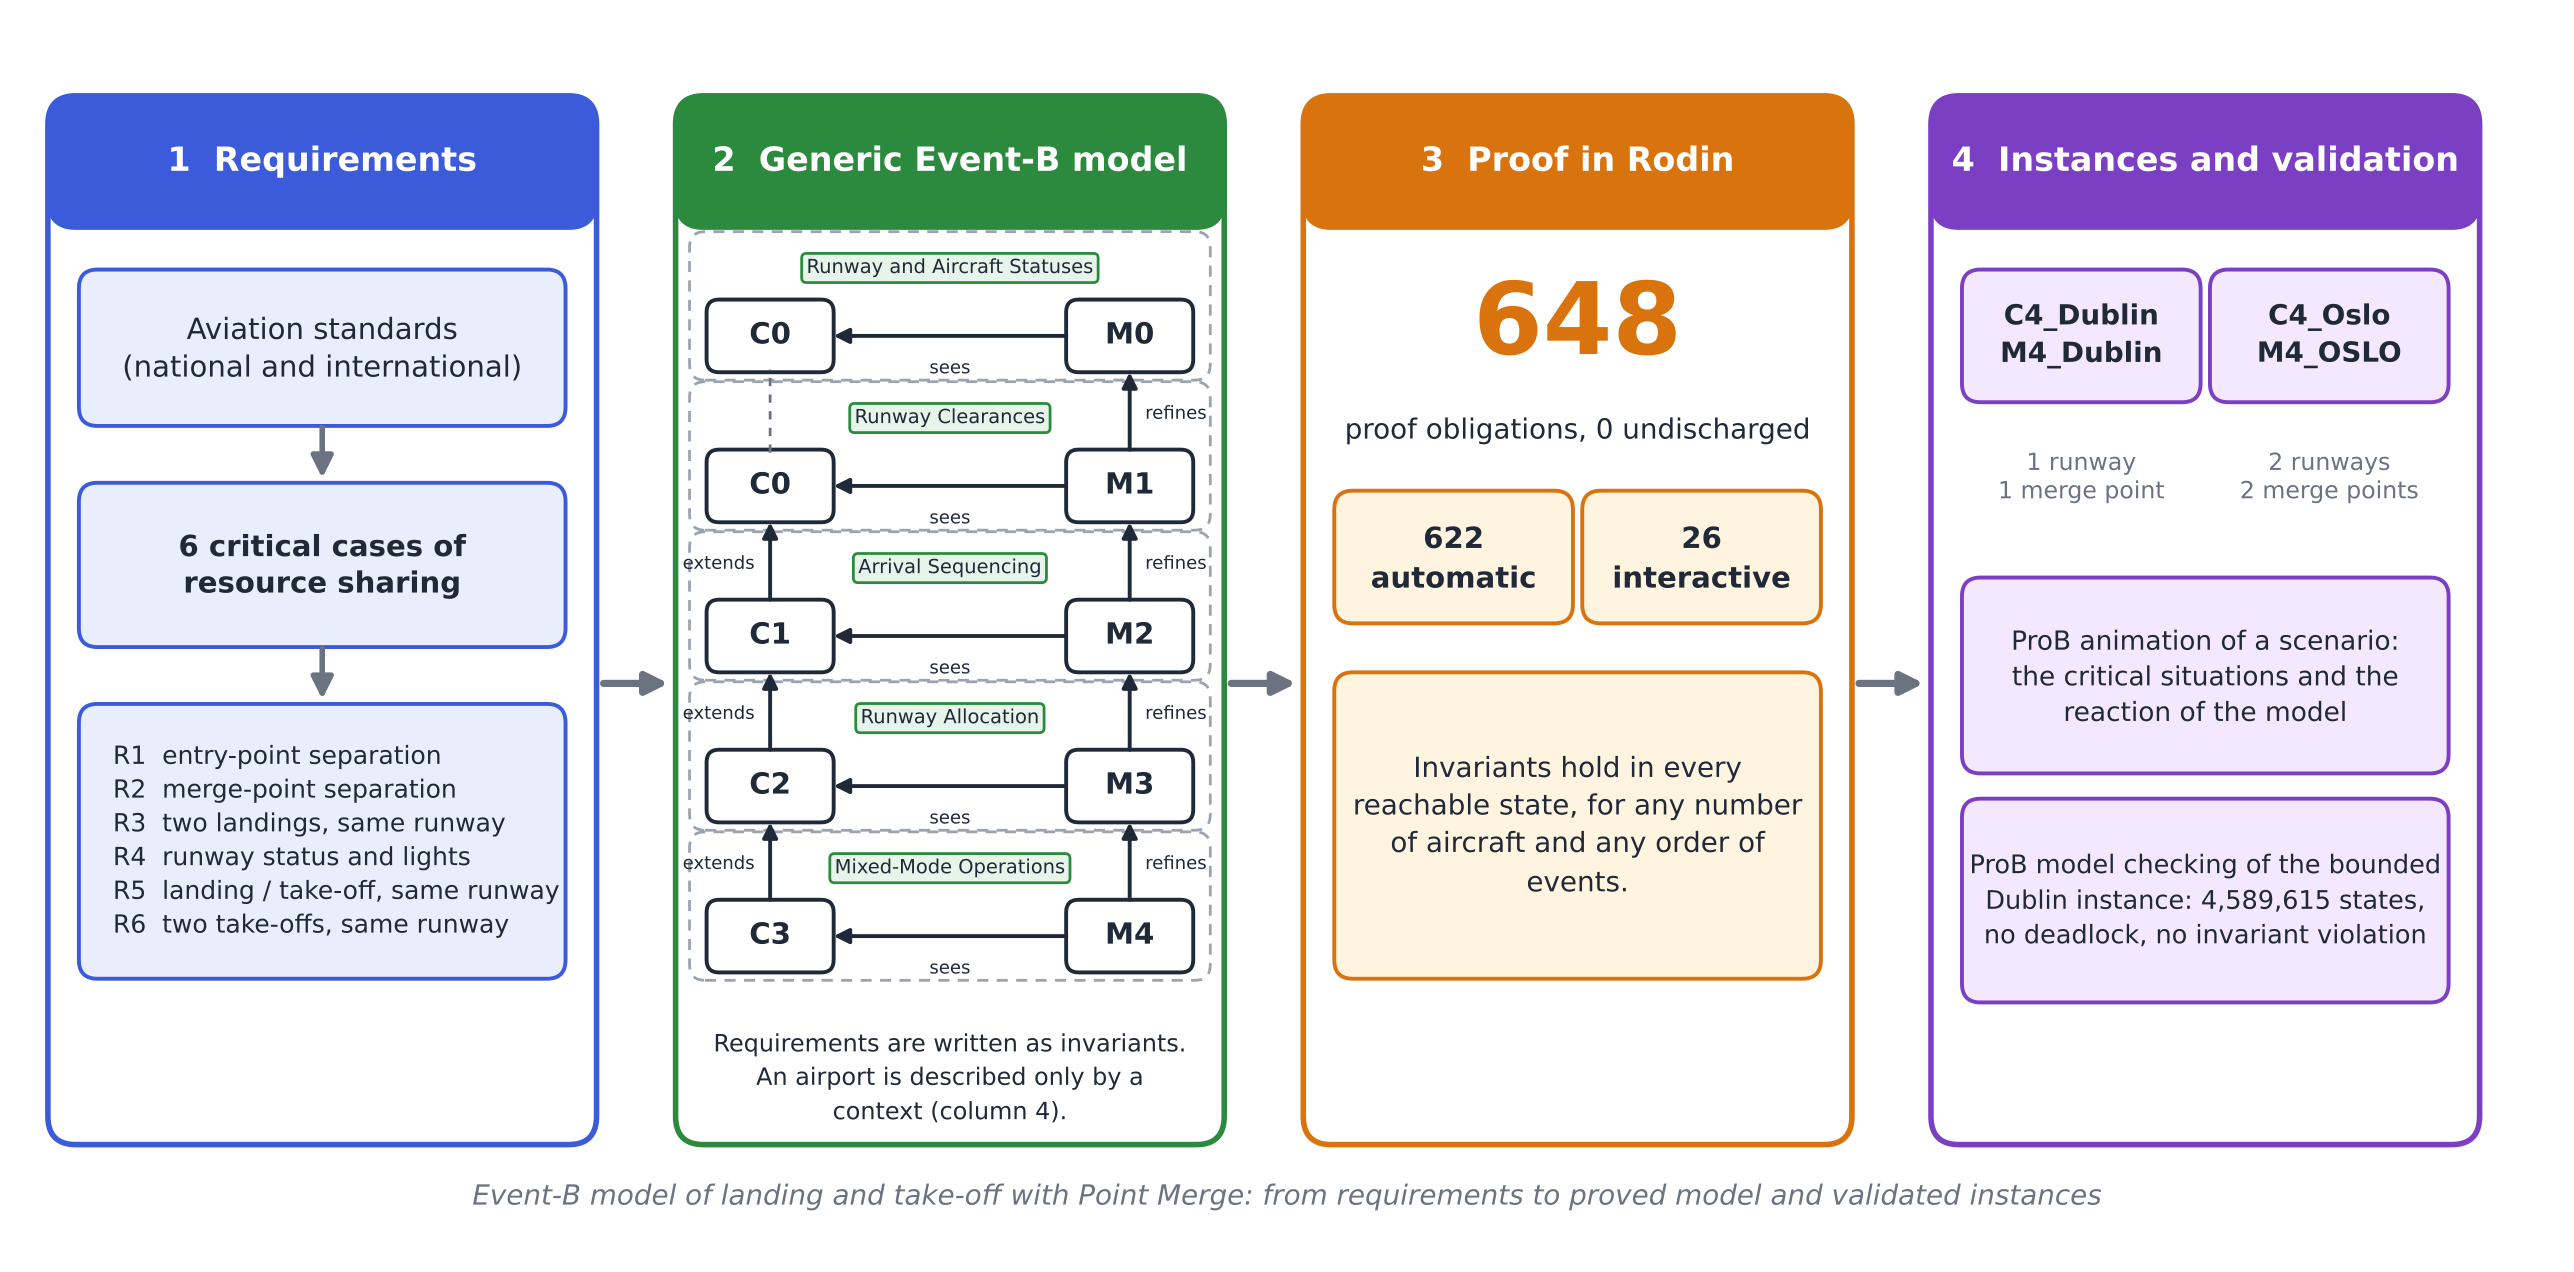 1 Requirements
Aviation standards
(national and international)
6 critical cases of
resource sharing
R1 entry-point separation
R2 merge-point separation
R3 two landings, same runway
R4 runway status and lights
R5 landing / take-off, same runway
R6 two take-offs, same runway
2 Generic Event-B model
Runway and Aircraft Statuses
C0
M0
sees
Runway Clearances
refines
C0
M1
sees
extends
Arrival Sequencing
refines
C1
M2
sees
extends
Runway Allocation
refines
C2
M3
sees
extends
Mixed-Mode Operations
refines
C3
M4
sees
Requirements are written as invariants.
An airport is described only by a
context (column 4).
3 Proof in Rodin
648
proof obligations, 0 undischarged
622
automatic
26
interactive
Invariants hold in every
reachable state, for any number
of aircraft and any order of
events.
4 Instances and validation
C4_Dublin
M4_Dublin
C4_Oslo
M4_OSLO
1 runway
1 merge point
2 runways
2 merge points
ProB animation of a scenario:
the critical situations and the
reaction of the model
ProB model checking of the bounded
Dublin instance: 4,589,615 states,
no deadlock, no invariant violation
Event-B model of landing and take-off with Point Merge: from requirements to proved model and validated instances